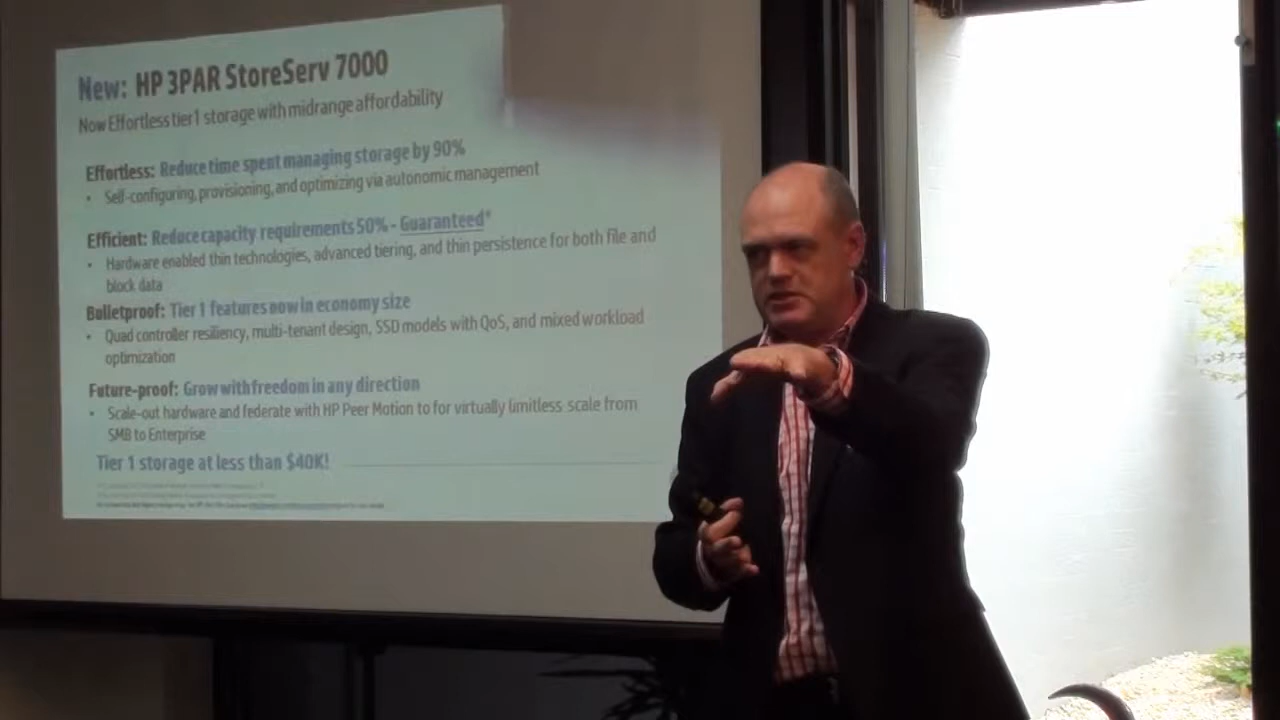 New: HP 3PAR StoreServ 7000
Now Effortless tier1 storage with midrange affordability
Effortless: Reduce time spent managing storage by 90%
• Self-configuring, provisioning, and optimizing via autonomic management
Efficient: Reduce capacity requirements 50% - Guaranteed*
• Hardware enabled thin technologies, advanced tiering, and thin persistence for both file and
block data
Bulletproof: Tier 1 features now in economy size
• Quad controller resiliency, multi-tenant design, SSD models with QoS, and mixed workload
optimization
Future-proof: Grow with freedom in any direction
• Scale-out hardware and federate with HP Peer Motion to for virtually limitless scale from
SMB to Enterprise
Tier 1 storage at less than $40K!